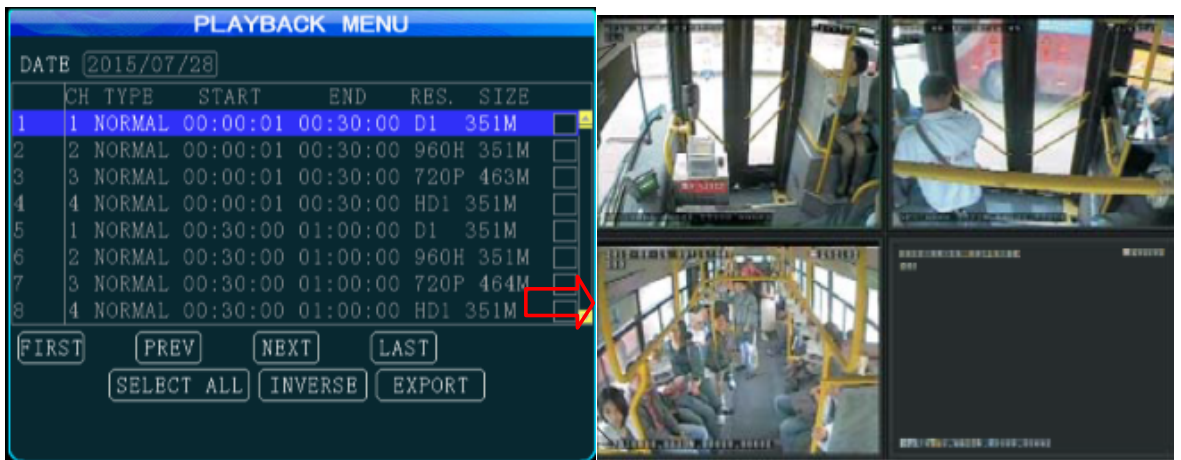 PLAYBACK MENU
DATE 2015/07/28
CH TYPE START END RES. SIZE
1 1 NORMAL 00:00:01 00:30:00 D1 351M
2 2 NORMAL 00:00:01 00:30:00 960H 351M
3 3 NORMAL 00:00:01 00:30:00 720P 463M
4 4 NORMAL 00:00:01 00:30:00 HD1 351M
5 1 NORMAL 00:30:00 01:00:00 D1 351M
6 2 NORMAL 00:30:00 01:00:00 960H 351M
7 3 NORMAL 00:30:00 01:00:00 720P 464M
8 4 NORMAL 00:30:00 01:00:00 HD1 351M
FIRST PREV NEXT LAST
SELECT ALL INVERSE EXPORT